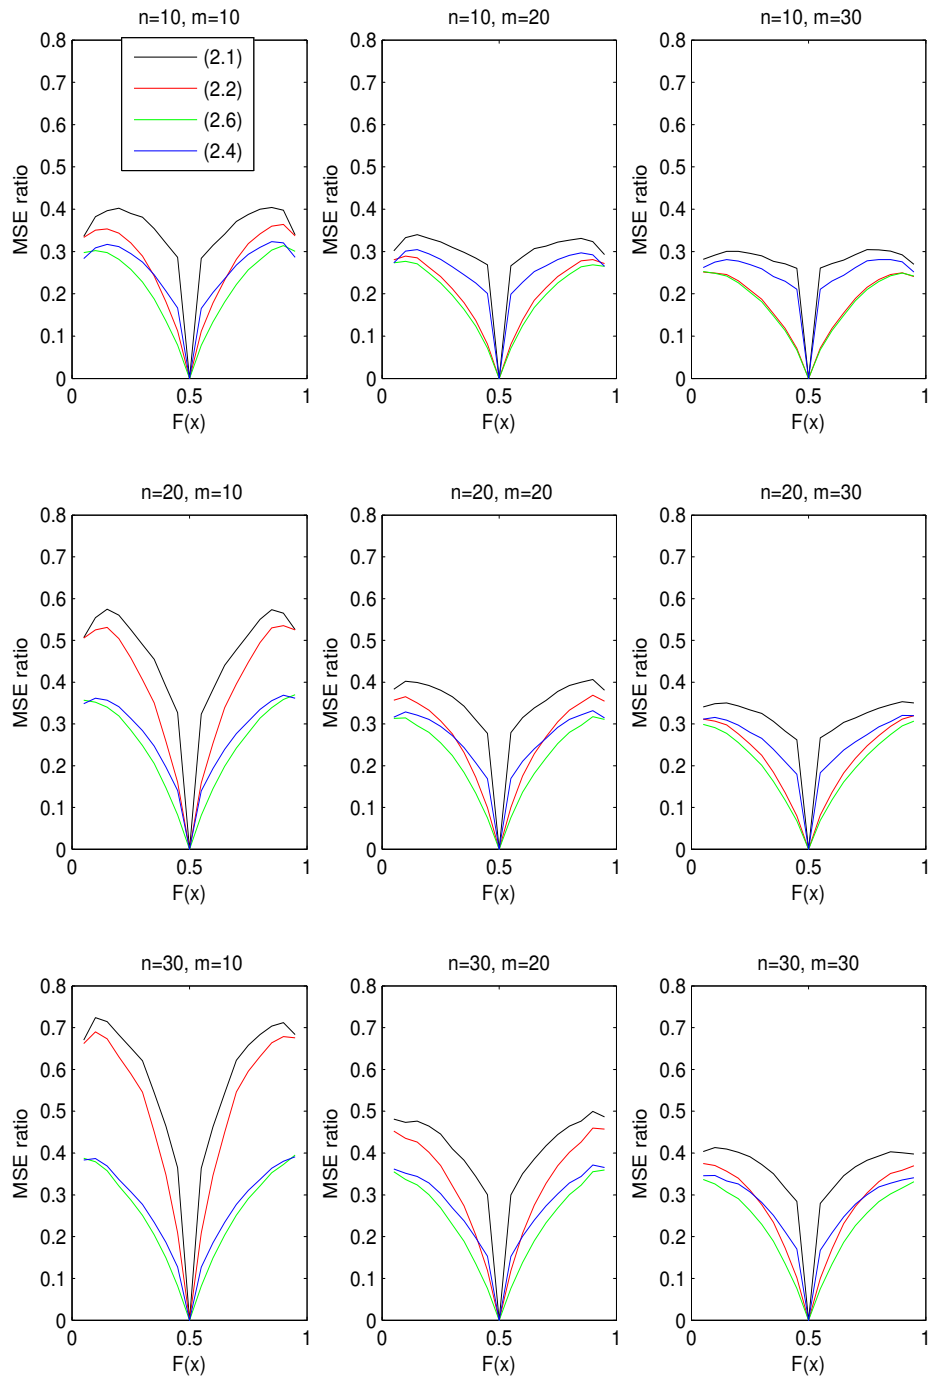 n=10, m=10
n=10, m=20
n=10, m=30
(2.1)
(2.2)
(2.6)
(2.4)
MSE ratio
0.8
0.7
0.6
0.5
0.4
0.3
0.2
0.1
0
0 0.5 1
F(x)
MSE ratio
0.8
0.7
0.6
0.5
0.4
0.3
0.2
0.1
0
0 0.5 1
F(x)
MSE ratio
0.8
0.7
0.6
0.5
0.4
0.3
0.2
0.1
0
0 0.5 1
F(x)
n=20, m=10
n=20, m=20
n=20, m=30
MSE ratio
0.8
0.7
0.6
0.5
0.4
0.3
0.2
0.1
0
0 0.5 1
F(x)
MSE ratio
0.8
0.7
0.6
0.5
0.4
0.3
0.2
0.1
0
0 0.5 1
F(x)
MSE ratio
0.8
0.7
0.6
0.5
0.4
0.3
0.2
0.1
0
0 0.5 1
F(x)
n=30, m=10
n=30, m=20
n=30, m=30
MSE ratio
0.8
0.7
0.6
0.5
0.4
0.3
0.2
0.1
0
0 0.5 1
F(x)
MSE ratio
0.8
0.7
0.6
0.5
0.4
0.3
0.2
0.1
0
0 0.5 1
F(x)
MSE ratio
0.8
0.7
0.6
0.5
0.4
0.3
0.2
0.1
0
0 0.5 1
F(x)